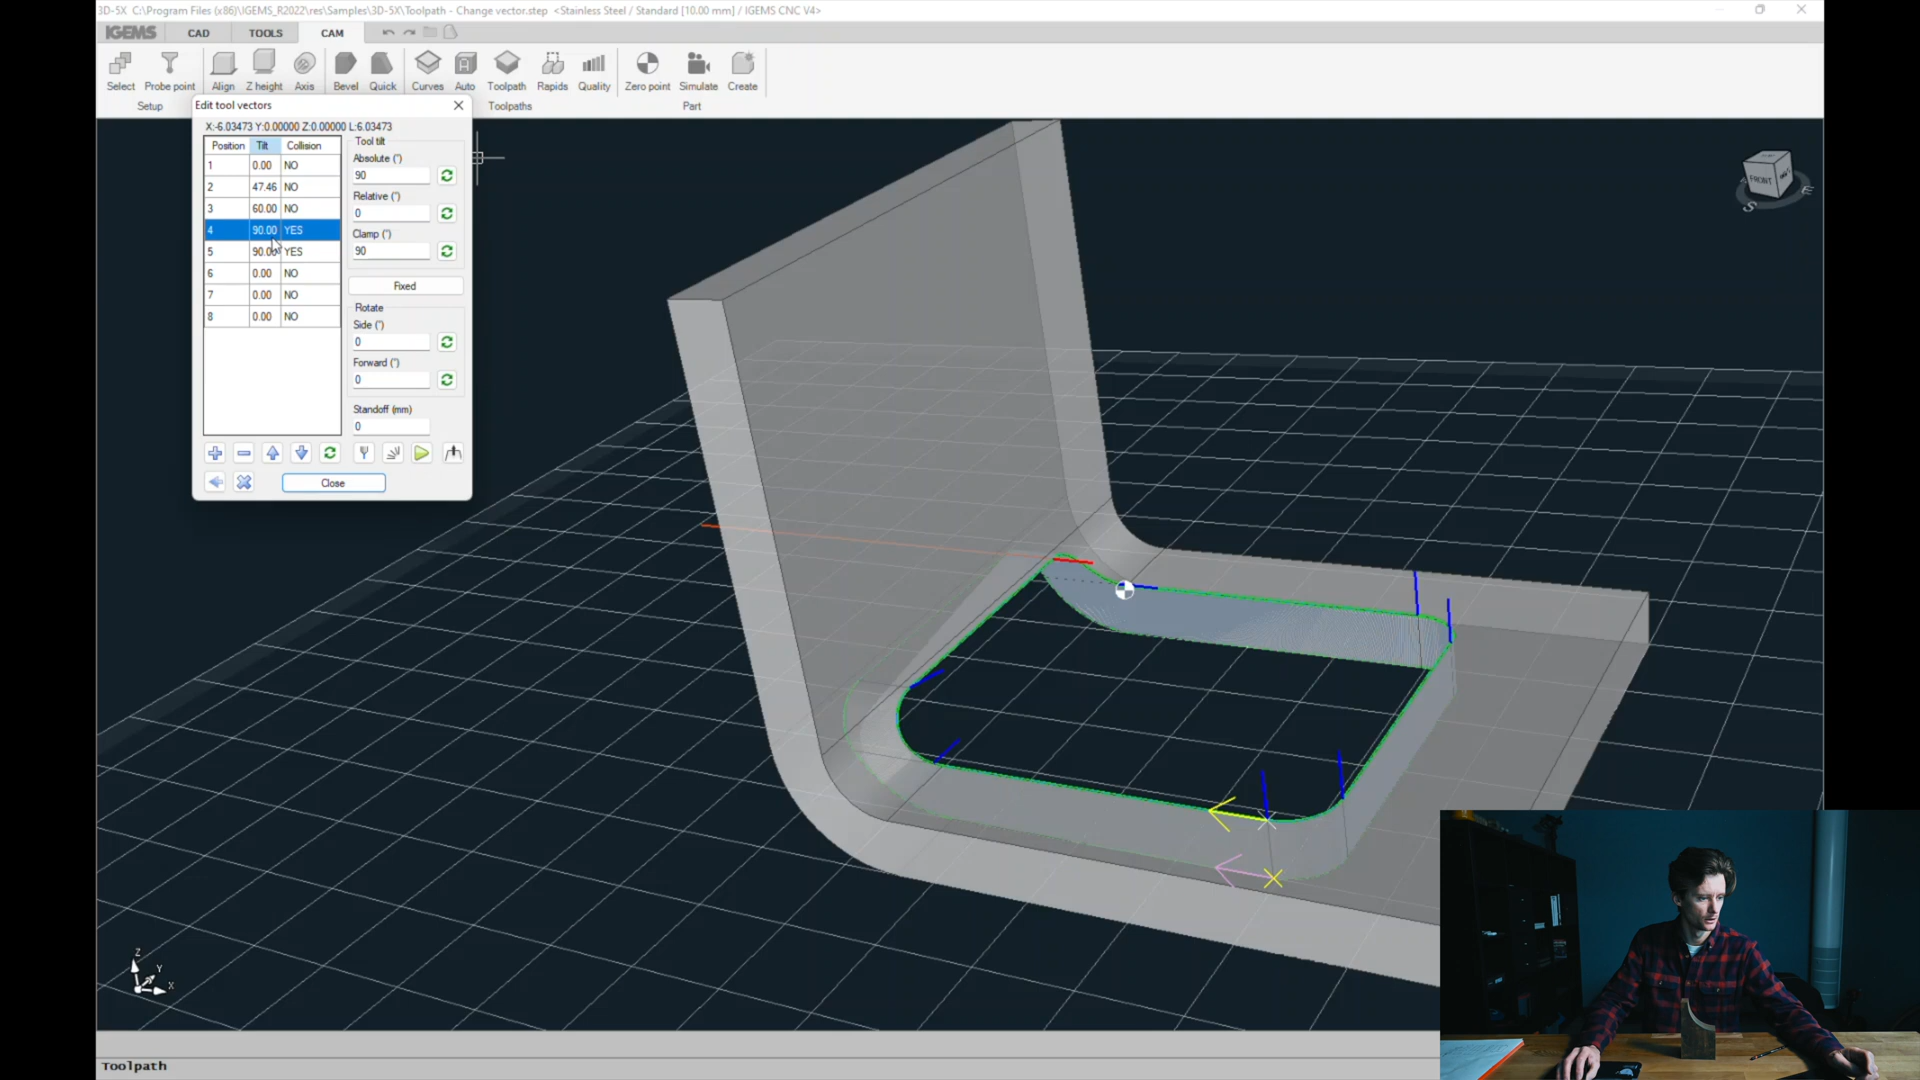 3D-5X C:\Program Files (x86)\IGEMS_R2022\res\Samples\3D-5X\Toolpath - Change vector.step <Stainless Steel / Standard [10.00 mm] / IGEMS CNC V4>
IGEMS CAD TOOLS CAM
Select Probe point Align Z height Axis Bevel Quick Curves Auto Toolpath Rapids Quality Zero point Simulate Create
Setup Toolpaths Part
Edit tool vectors
X:-6.03473 Y:0.00000 Z:0.00000 L:6.03473
Position Tilt Collision
1 0.00 NO
2 47.46 NO
3 60.00 NO
4 90.00 YES
5 90.00 YES
6 0.00 NO
7 0.00 NO
8 0.00 NO
Tool tilt
Absolute (°)
90
Relative (°)
0
Clamp (°)
90
Fixed
Rotate
Side (°)
0
Forward (°)
0
Standoff (mm)
0
Close
FRONT
S
E
Z
Y
X
Toolpath